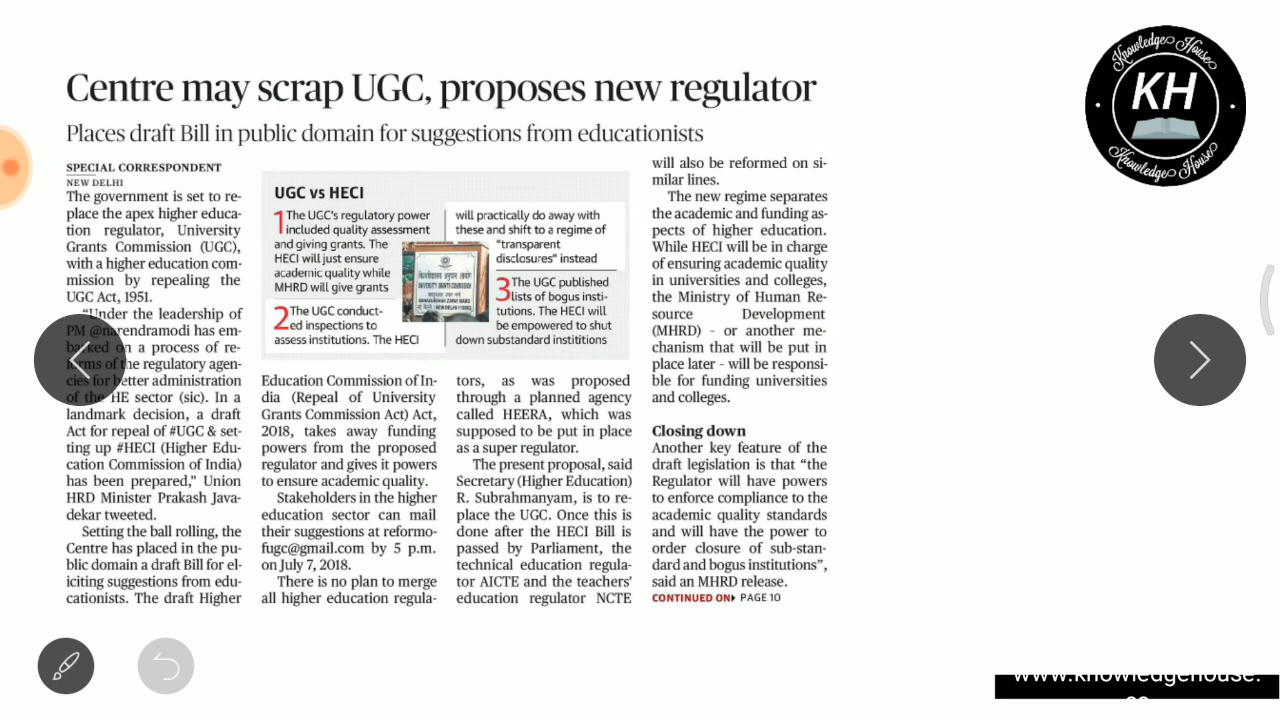 Centre may scrap UGC, proposes new regulator
Places draft Bill in public domain for suggestions from educationists
SPECIAL CORRESPONDENT
NEW DELHI
The government is set to re-
place the apex higher educa-
tion regulator, University
Grants Commission (UGC),
with a higher education com-
mission by repealing the
UGC Act, 1951.
"Under the leadership of
PM @narendramodi has em-
barked on a process of re-
forms of the regulatory agen-
cies for better administration
of the HE sector (sic). In a
landmark decision, a draft
Act for repeal of #UGC & set-
ting up #HECI (Higher Edu-
cation Commission of India)
has been prepared," Union
HRD Minister Prakash Java-
dekar tweeted.
Setting the ball rolling, the
Centre has placed in the pu-
blic domain a draft Bill for el-
iciting suggestions from edu-
cationists. The draft Higher
UGC vs HECI
1 The UGC's regulatory power
included quality assessment
and giving grants. The
HECI will just ensure
academic quality while
MHRD will give grants
2 The UGC conduct-
ed inspections to
assess institutions. The HECI
will practically do away with
these and shift to a regime of
"transparent
disclosures" instead
3 The UGC published
lists of bogus insti-
tutions. The HECI will
be empowered to shut
down substandard instititions
Education Commission of In-
dia (Repeal of University
Grants Commission Act) Act,
2018, takes away funding
powers from the proposed
regulator and gives it powers
to ensure academic quality.
Stakeholders in the higher
education sector can mail
their suggestions at reformo-
fugc@gmail.com by 5 p.m.
on July 7, 2018.
There is no plan to merge
all higher education regula-
tors, as was proposed
through a planned agency
called HEERA, which was
supposed to be put in place
as a super regulator.
The present proposal, said
Secretary (Higher Education)
R. Subrahmanyam, is to re-
place the UGC. Once this is
done after the HECI Bill is
passed by Parliament, the
technical education regula-
tor AICTE and the teachers'
education regulator NCTE
will also be reformed on si-
milar lines.
The new regime separates
the academic and funding as-
pects of higher education.
While HECI will be in charge
of ensuring academic quality
in universities and colleges,
the Ministry of Human Re-
source Development
(MHRD) – or another me-
chanism that will be put in
place later – will be responsi-
ble for funding universities
and colleges.
Closing down
Another key feature of the
draft legislation is that "the
Regulator will have powers
to enforce compliance to the
academic quality standards
and will have the power to
order closure of sub-stan-
dard and bogus institutions",
said an MHRD release.
CONTINUED ON PAGE 10
Knowledge House
KH
Knowledge House
www.knowledgehouse.